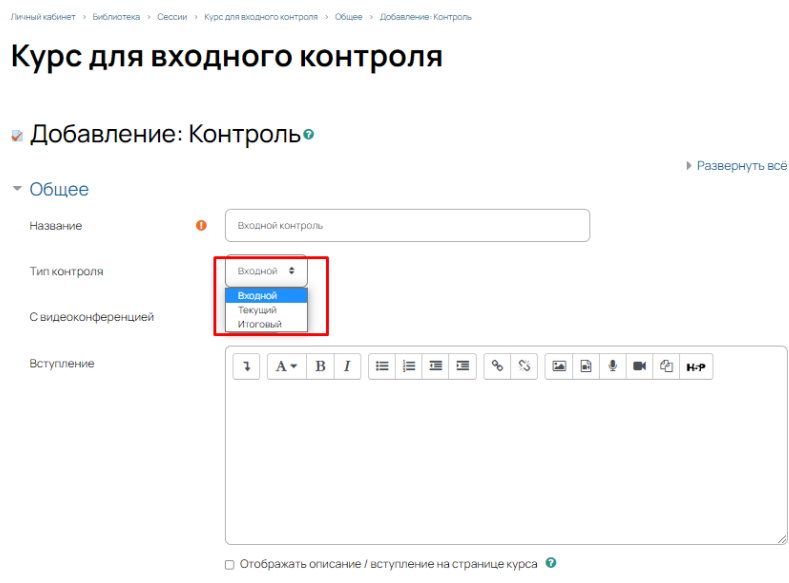 Личный кабинет > Библиотека > Сессии > Курс для входного контроля > Общее > Добавление: Контроль
Курс для входного контроля
Добавление: Контроль
Развернуть всё
Общее
Название
Входной контроль
Тип контроля
Входной
Входной
Текущий
Итоговый
С видеоконференцией
Вступление
A B I H-P
Отображать описание / вступление на странице курса